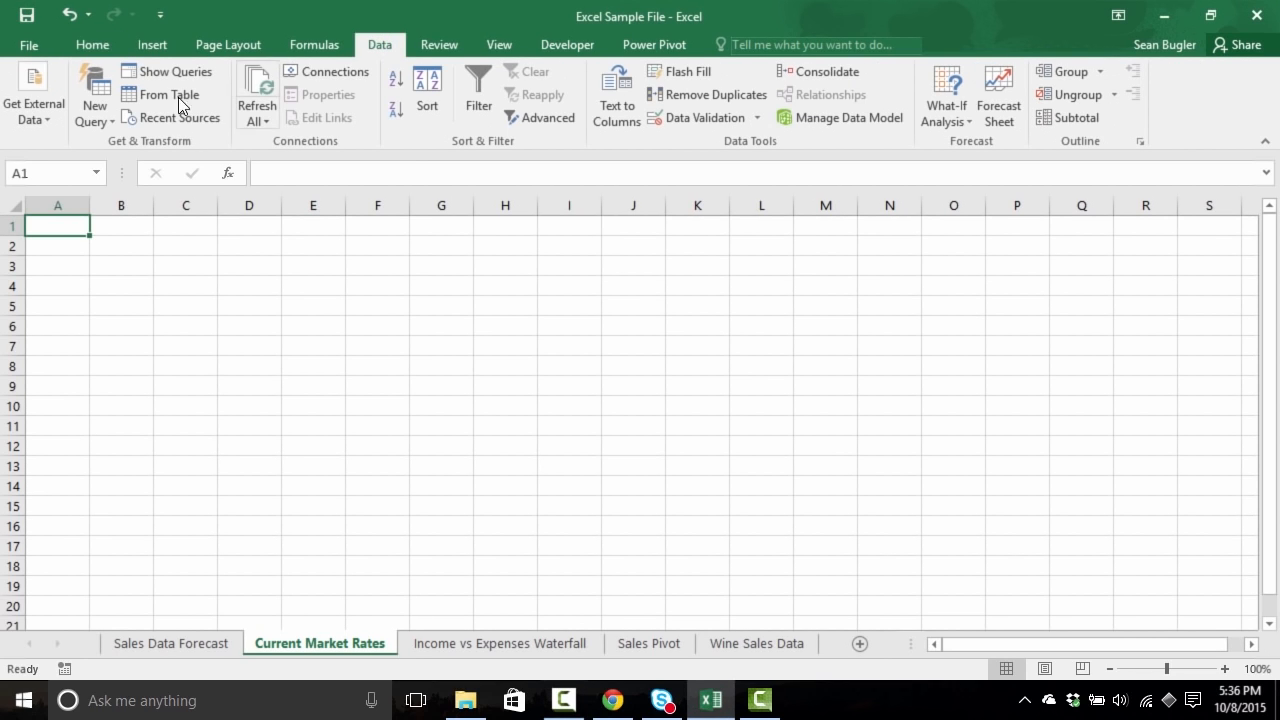 Excel Sample File - Excel
File Home Insert Page Layout Formulas Data Review View Developer Power Pivot Tell me what you want to do... Sean Bugler Share
Get External Data
New Query
Show Queries
From Table
Recent Sources
Get & Transform
Refresh All
Connections
Properties
Edit Links
Connections
A Z
Z A
Z A A Z
Sort
Filter
Clear
Reapply
Advanced
Sort & Filter
Text to Columns
Flash Fill
Remove Duplicates
Data Validation
Consolidate
Relationships
Manage Data Model
Data Tools
What-If Analysis
Forecast Sheet
Forecast
Group
Ungroup
Subtotal
Outline
A1 fx
A B C D E F G H I J K L M N O P Q R S
1
2
3
4
5
6
7
8
9
10
11
12
13
14
15
16
17
18
19
20
21
Sales Data Forecast Current Market Rates Income vs Expenses Waterfall Sales Pivot Wine Sales Data
Ready 100%
Ask me anything 5:36 PM
10/8/2015